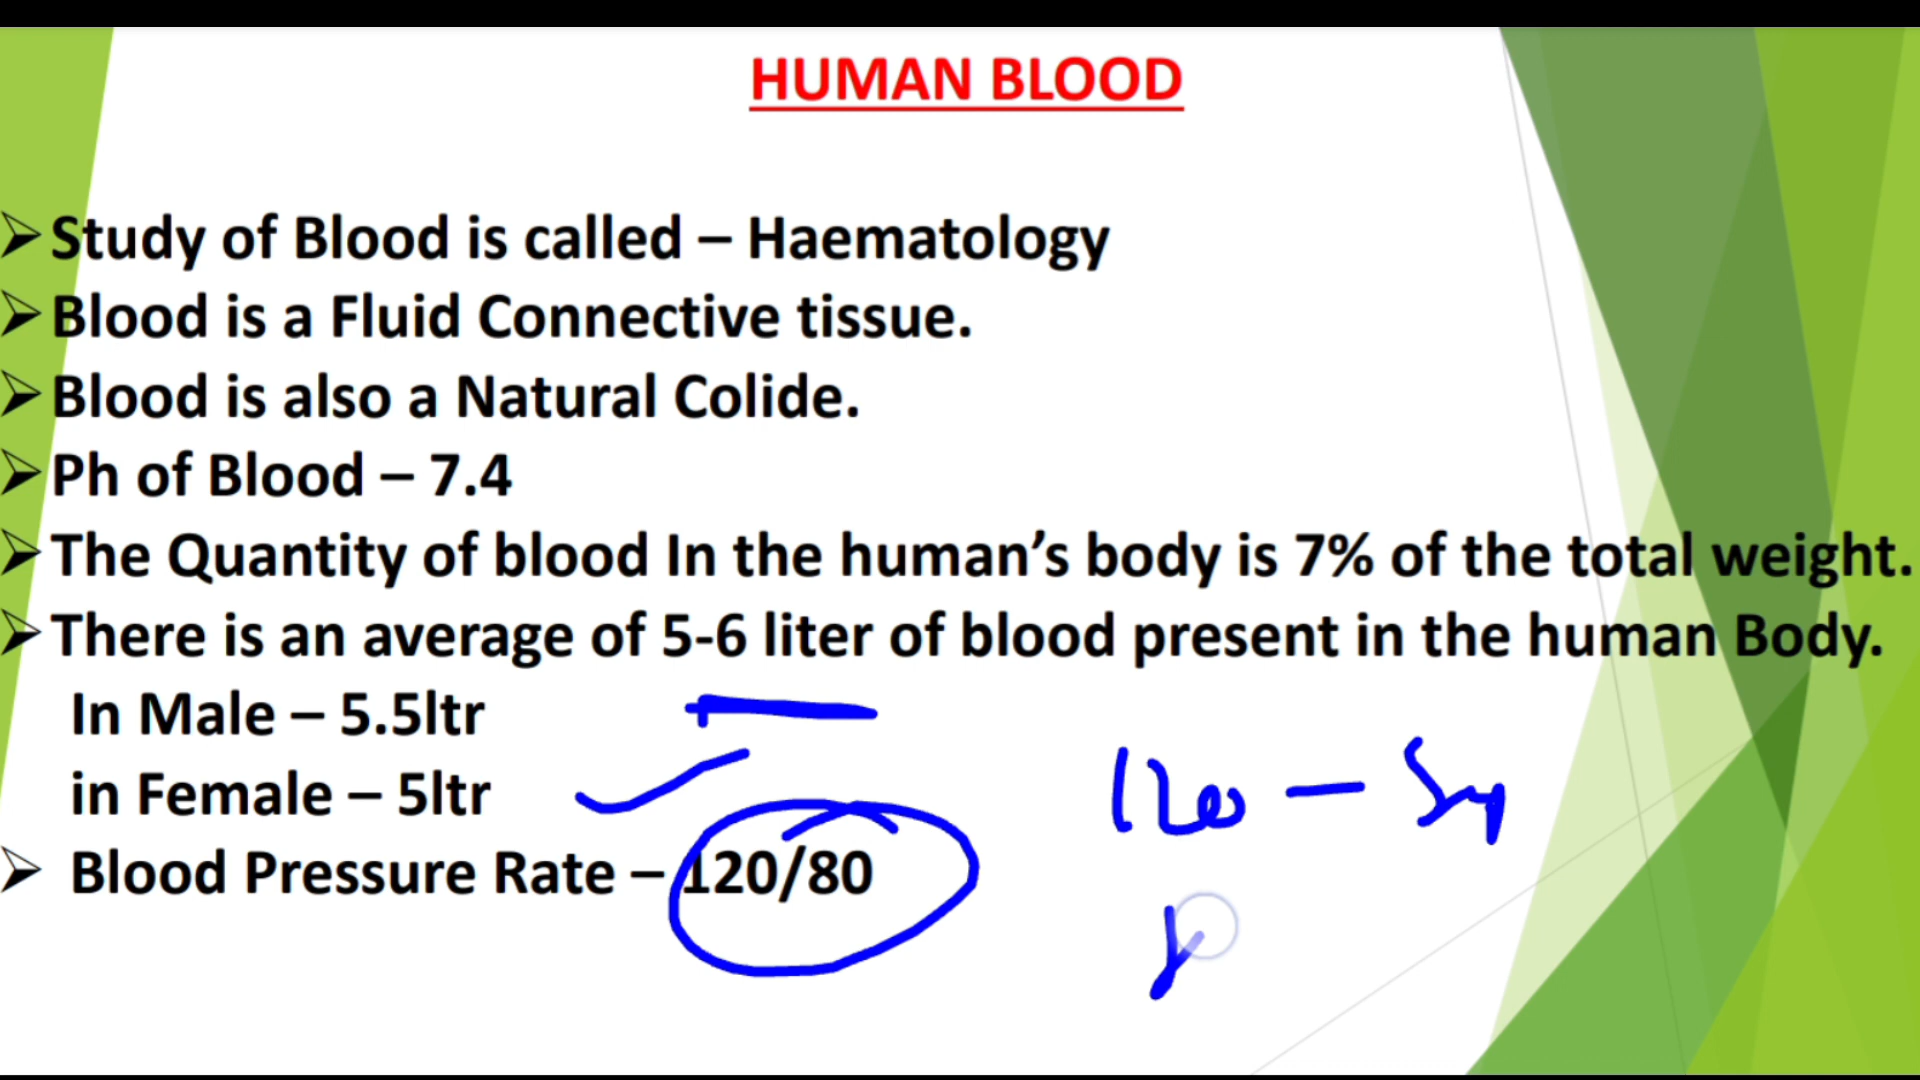 HUMAN BLOOD
➢Study of Blood is called – Haematology
➢Blood is a Fluid Connective tissue.
➢Blood is also a Natural Colide.
➢Ph of Blood – 7.4
➢The Quantity of blood In the human’s body is 7% of the total weight.
➢There is an average of 5-6 liter of blood present in the human Body.
In Male – 5.5ltr
in Female – 5ltr
➢ Blood Pressure Rate – 120/80
120 – Sy